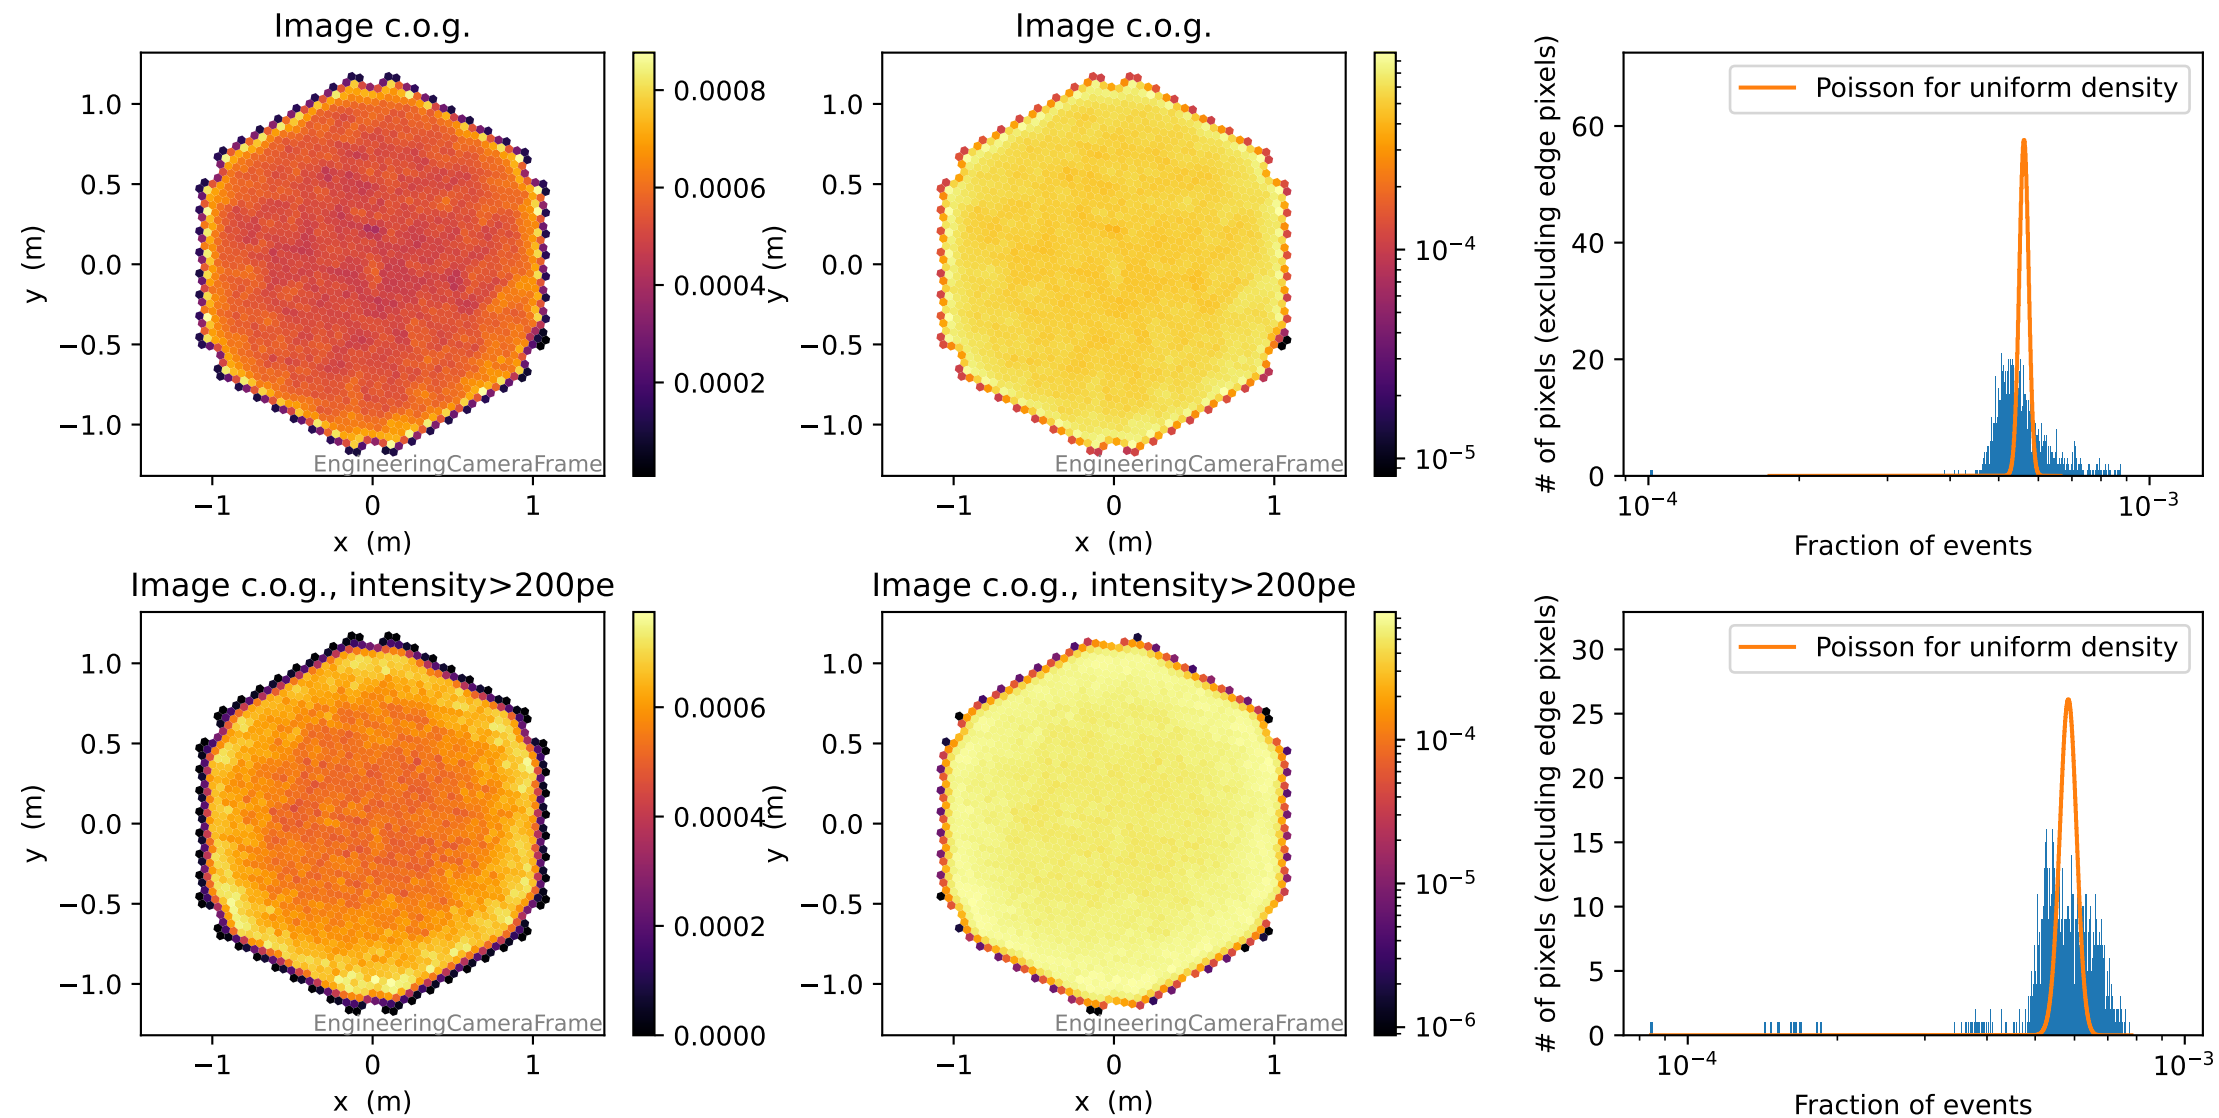 Image c.o.g.
1.0
0.5
0.0
−0.5
−1.0
y (m)
−1
0
1
x (m)
EngineeringCameraFrame
0.0008
0.0006
0.0004
0.0002
Image c.o.g.
1.0
0.5
0.0
−0.5
−1.0
y (m)
−1
0
1
x (m)
EngineeringCameraFrame
10⁻⁴
10⁻⁵
# of pixels (excluding edge pixels)
60
40
20
0
Poisson for uniform density
10⁻⁴
10⁻³
Fraction of events
Image c.o.g., intensity>200pe
1.0
0.5
0.0
−0.5
−1.0
y (m)
−1
0
1
x (m)
EngineeringCameraFrame
0.0006
0.0004
0.0002
0.0000
Image c.o.g., intensity>200pe
1.0
0.5
0.0
−0.5
−1.0
y (m)
−1
0
1
x (m)
EngineeringCameraFrame
10⁻⁴
10⁻⁵
10⁻⁶
# of pixels (excluding edge pixels)
30
25
20
15
10
5
0
Poisson for uniform density
10⁻⁴
10⁻³
Fraction of events